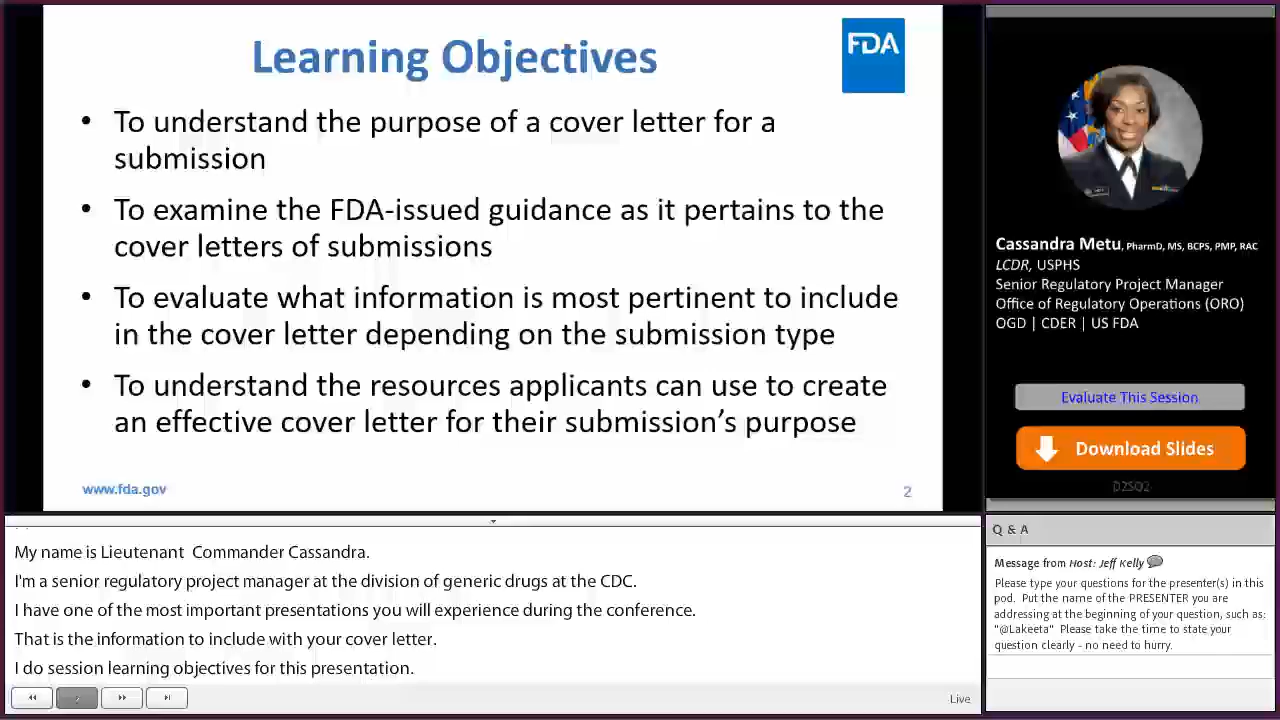 Learning Objectives
FDA
• To understand the purpose of a cover letter for a
submission
• To examine the FDA-issued guidance as it pertains to the
cover letters of submissions
• To evaluate what information is most pertinent to include
in the cover letter depending on the submission type
• To understand the resources applicants can use to create
an effective cover letter for their submission's purpose
www.fda.gov
2
Cassandra Metu, PharmD, MS, BCPS, PMP, RAC
LCDR, USPHS
Senior Regulatory Project Manager
Office of Regulatory Operations (ORO)
OGD | CDER | US FDA
Evaluate This Session
Download Slides
D2SQ2
My name is Lieutenant  Commander Cassandra.
I'm a senior regulatory project manager at the division of generic drugs at the CDC.
I have one of the most important presentations you will experience during the conference.
That is the information to include with your cover letter.
I do session learning objectives for this presentation.
Live
Q & A
Message from Host: Jeff Kelly
Please type your questions for the presenter(s) in this
pod.  Put the name of the PRESENTER you are
addressing at the beginning of your question, such as:
"@Lakeeta"  Please take the time to state your
question clearly - no need to hurry.